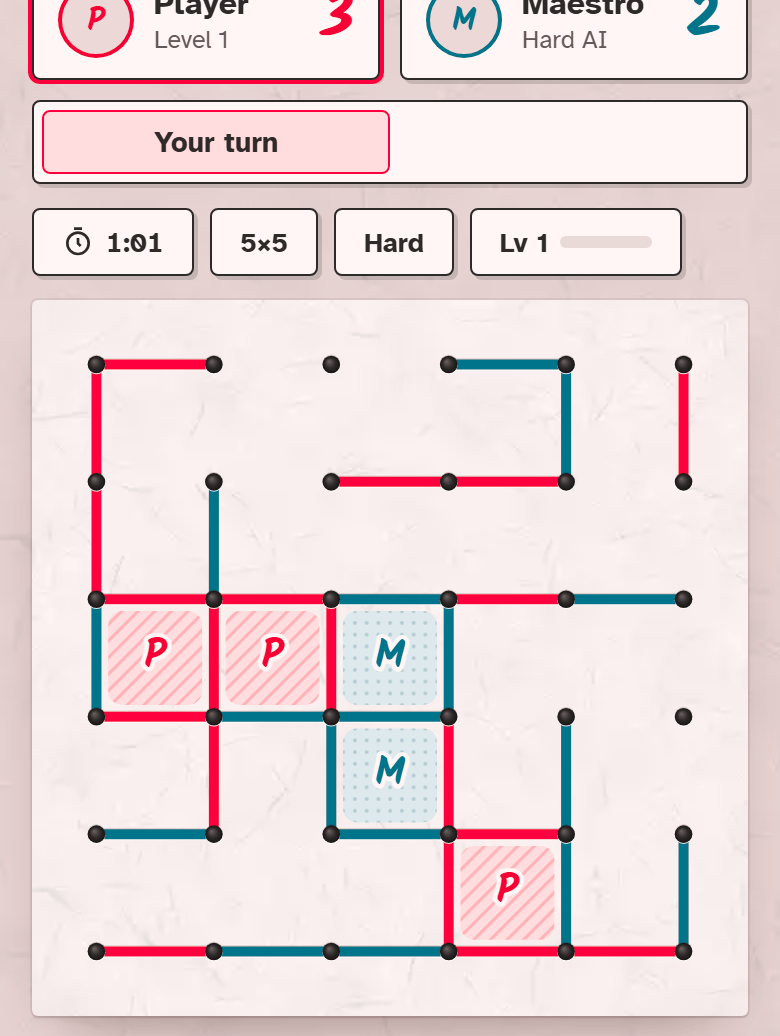 P Player 3
Level 1
M Maestro 2
Hard AI
Your turn
1:01 5×5 Hard Lv 1
P P M
M
P